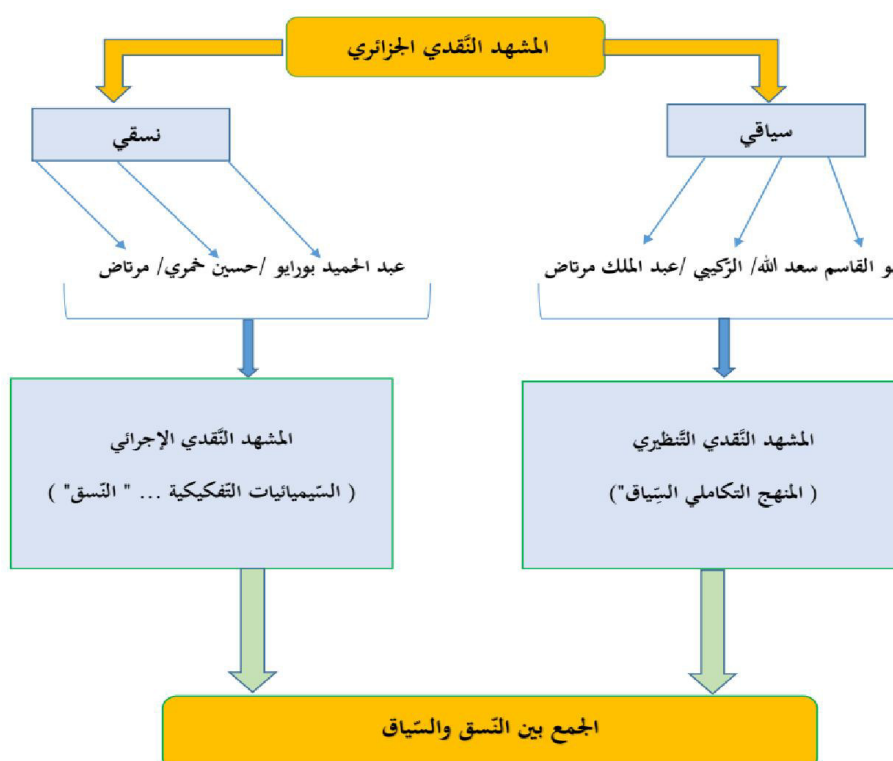 المشهد النَّقدي الجزائري
سياقي
نسقي
القاسم سعد الله/ الرّكيبي /عبد الملك مرتاض
عبد الحميد بورايو /حسين خمري/ مرتاض
المشهد النَّقدي التَّنظيري
( المنهج التكاملي السِّياق")
المشهد النَّقدي الإجرائي
( السّيميائيات التّفكيكية ... " النّسق" )
الجمع بين النّسق والسّياق